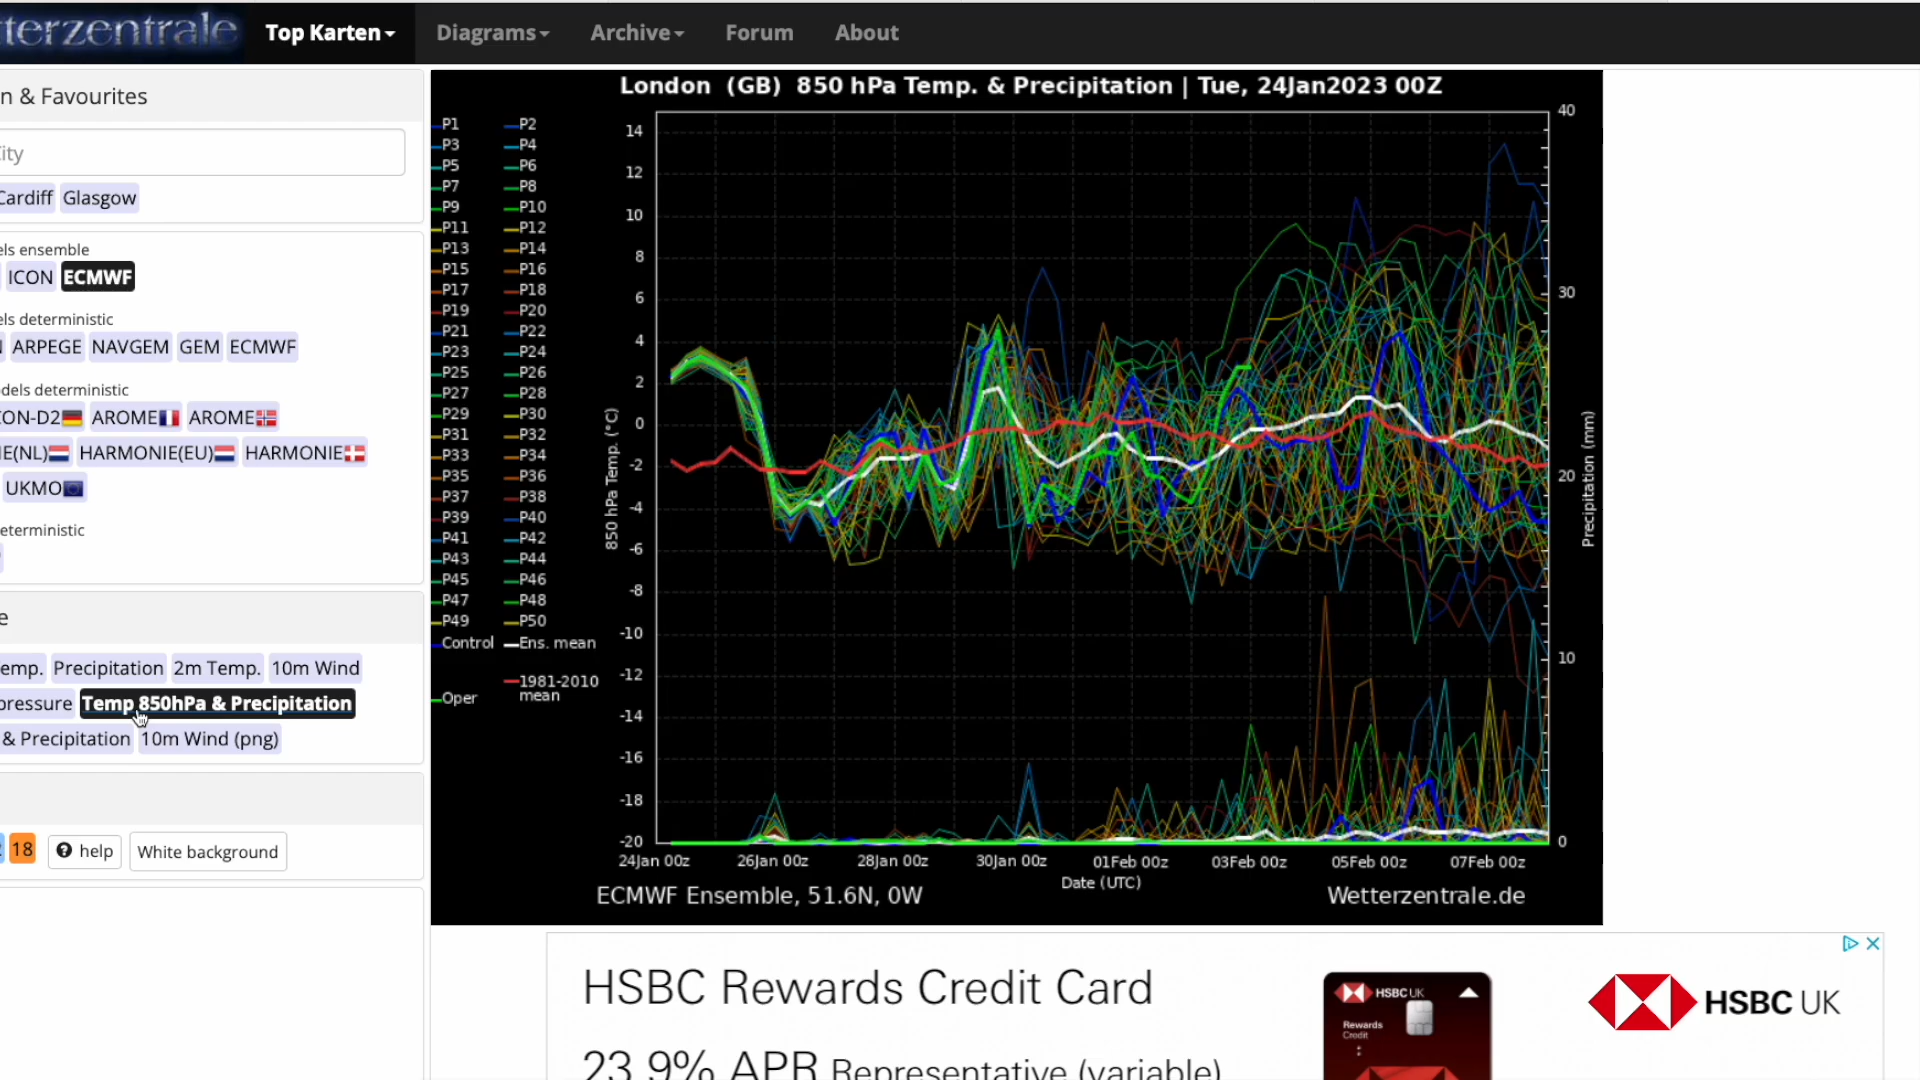 tterzentrale Top Karten Diagrams Archive Forum About
n & Favourites
ity
Cardiff Glasgow
els ensemble
ICON ECMWF
els deterministic
ARPEGE NAVGEM GEM ECMWF
dels deterministic
ON-D2 AROME AROME
IE(NL) HARMONIE(EU) HARMONIE
UKMO
eterministic
e
emp. Precipitation 2m Temp. 10m Wind
pressure Temp 850hPa & Precipitation
& Precipitation 10m Wind (png)
18 help White background
London (GB) 850 hPa Temp. & Precipitation | Tue, 24Jan2023 00Z
P1 P2
P3 P4
P5 P6
P7 P8
P9 P10
P11 P12
P13 P14
P15 P16
P17 P18
P19 P20
P21 P22
P23 P24
P25 P26
P27 P28
P29 P30
P31 P32
P33 P34
P35 P36
P37 P38
P39 P40
P41 P42
P43 P44
P45 P46
P47 P48
P49 P50
Control Ens. mean
Oper 1981-2010
mean
850 hPa Temp. (°C)
14
12
10
8
6
4
2
0
-2
-4
-6
-8
-10
-12
-14
-16
-18
-20
40
30
20
10
0
Precipitation (mm)
24Jan 00z 26Jan 00z 28Jan 00z 30Jan 00z 01Feb 00z 03Feb 00z 05Feb 00z 07Feb 00z
Date (UTC)
ECMWF Ensemble, 51.6N, 0W Wetterzentrale.de
HSBC Rewards Credit Card
23.9% APR Representative (variable)
HSBC UK
Rewards
Credit
HSBC UK